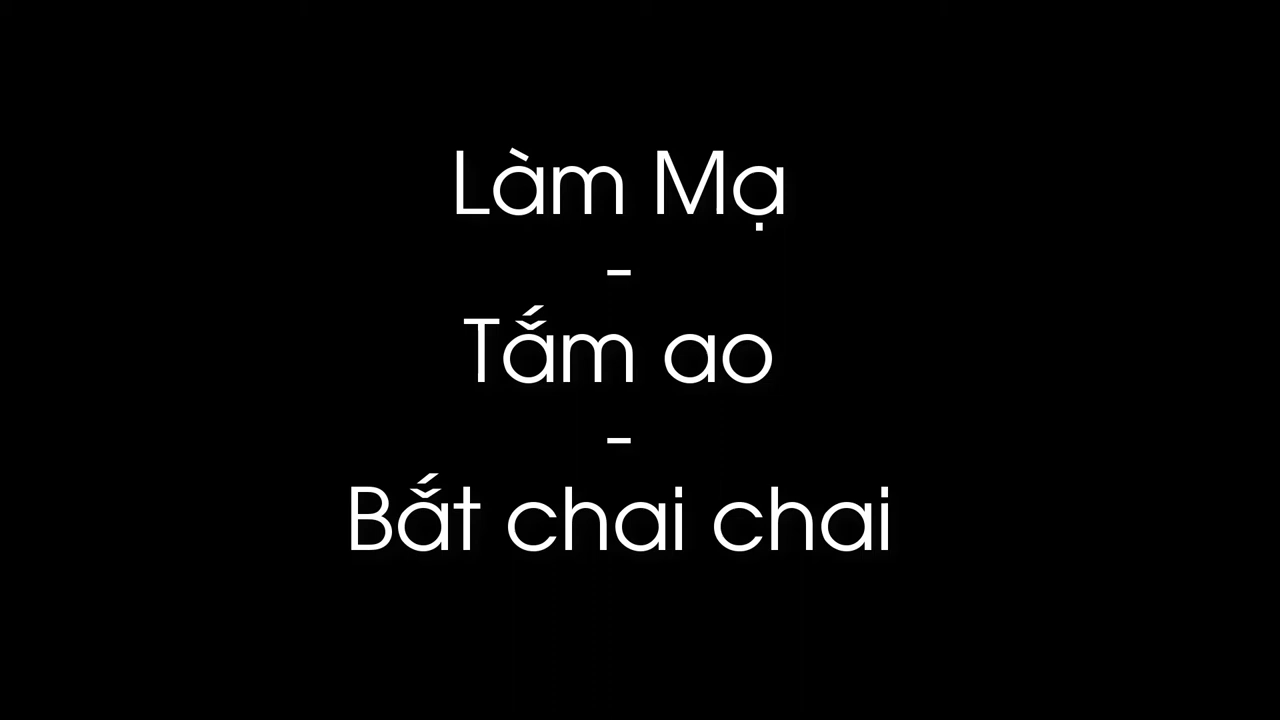 Làm Mạ
-
Tắm ao
-
Bắt chai chai